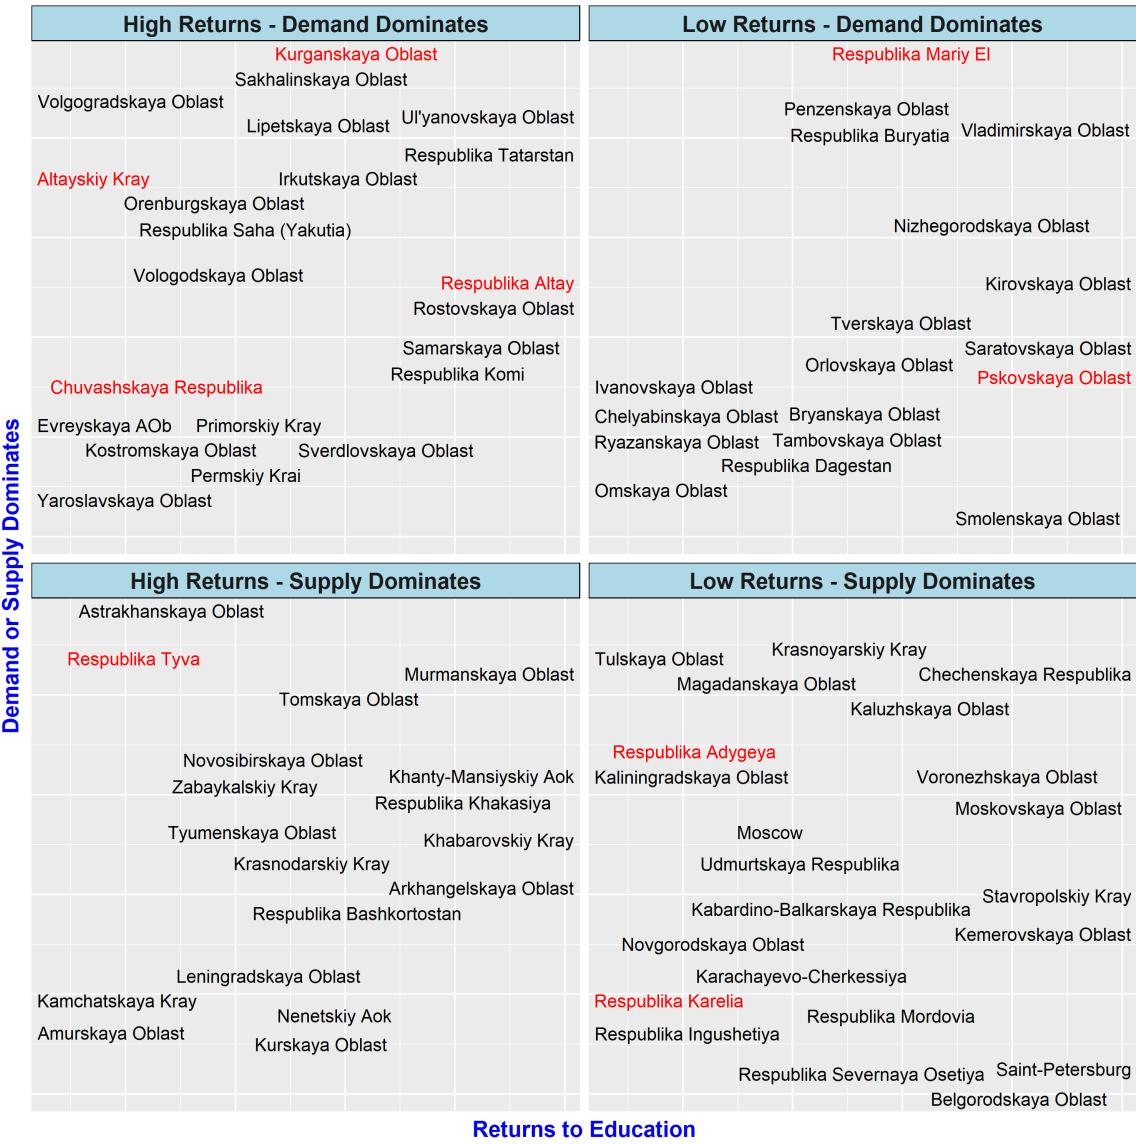 High Returns - Demand Dominates
Kurganskaya Oblast
Sakhalinskaya Oblast
Volgogradskaya Oblast
Ul'yanovskaya Oblast
Lipetskaya Oblast
Respublika Tatarstan
Altayskiy Kray
Irkutskaya Oblast
Orenburgskaya Oblast
Respublika Saha (Yakutia)
Vologodskaya Oblast
Respublika Altay
Rostovskaya Oblast
Samarskaya Oblast
Respublika Komi
Chuvashskaya Respublika
Evreyskaya AOb
Primorskiy Kray
Kostromskaya Oblast
Sverdlovskaya Oblast
Permskiy Krai
Yaroslavskaya Oblast
Low Returns - Demand Dominates
Respublika Mariy El
Penzenskaya Oblast
Vladimirskaya Oblast
Respublika Buryatia
Nizhegorodskaya Oblast
Kirovskaya Oblast
Tverskaya Oblast
Saratovskaya Oblast
Orlovskaya Oblast
Pskovskaya Oblast
Ivanovskaya Oblast
Chelyabinskaya Oblast
Bryanskaya Oblast
Ryazanskaya Oblast
Tambovskaya Oblast
Respublika Dagestan
Omskaya Oblast
Smolenskaya Oblast
High Returns - Supply Dominates
Astrakhanskaya Oblast
Respublika Tyva
Murmanskaya Oblast
Tomskaya Oblast
Novosibirskaya Oblast
Khanty-Mansiyskiy Aok
Zabaykalskiy Kray
Respublika Khakasiya
Tyumenskaya Oblast
Khabarovskiy Kray
Krasnodarskiy Kray
Arkhangelskaya Oblast
Respublika Bashkortostan
Leningradskaya Oblast
Kamchatskaya Kray
Nenetskiy Aok
Amurskaya Oblast
Kurskaya Oblast
Low Returns - Supply Dominates
Krasnoyarskiy Kray
Tulskaya Oblast
Chechenskaya Respublika
Magadanskaya Oblast
Kaluzhskaya Oblast
Respublika Adygeya
Kaliningradskaya Oblast
Voronezhskaya Oblast
Moskovskaya Oblast
Moscow
Udmurtskaya Respublika
Stavropolskiy Kray
Kabardino-Balkarskaya Respublika
Kemerovskaya Oblast
Novgorodskaya Oblast
Karachayevo-Cherkessiya
Respublika Karelia
Respublika Mordovia
Respublika Ingushetiya
Saint-Petersburg
Respublika Severnaya Osetiya
Belgorodskaya Oblast
Demand or Supply Dominates
Returns to Education